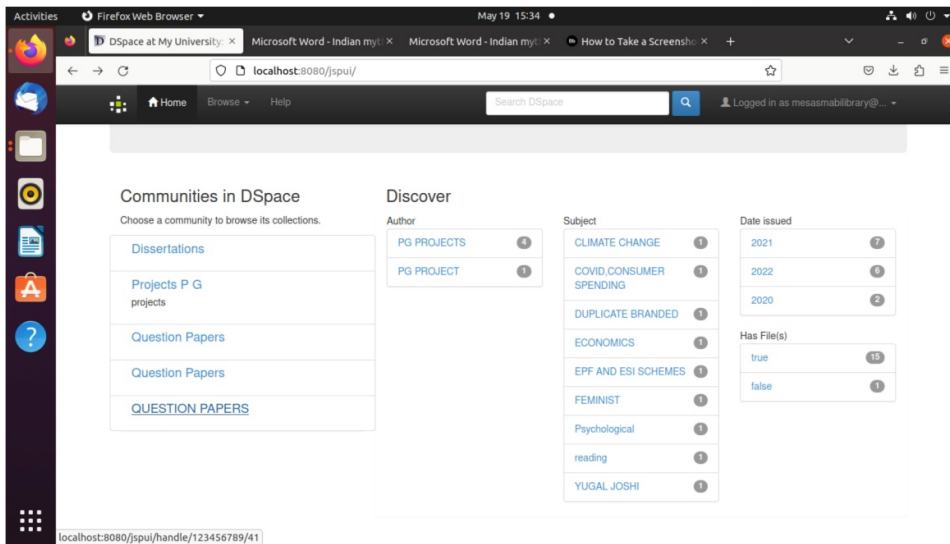 Activities
Firefox Web Browser
May 19 15:34
DSpace at My University:
Microsoft Word - Indian myt
Microsoft Word - Indian myt
How to Take a Screensho
localhost:8080/jspui/
Home
Browse
Help
Search DSpace
Logged in as mesasmabilibrary@...
Communities in DSpace
Choose a community to browse its collections.
Dissertations
Projects P G
projects
Question Papers
Question Papers
QUESTION PAPERS
Discover
Author
PG PROJECTS 4
PG PROJECT 1
Subject
CLIMATE CHANGE 1
COVID,CONSUMER 1
SPENDING
DUPLICATE BRANDED 1
ECONOMICS 1
EPF AND ESI SCHEMES 1
FEMINIST 1
Psychological 1
reading 1
YUGAL JOSHI 1
Date issued
2021 7
2022 6
2020 2
Has File(s)
true 15
false 1
localhost:8080/jspui/handle/123456789/41